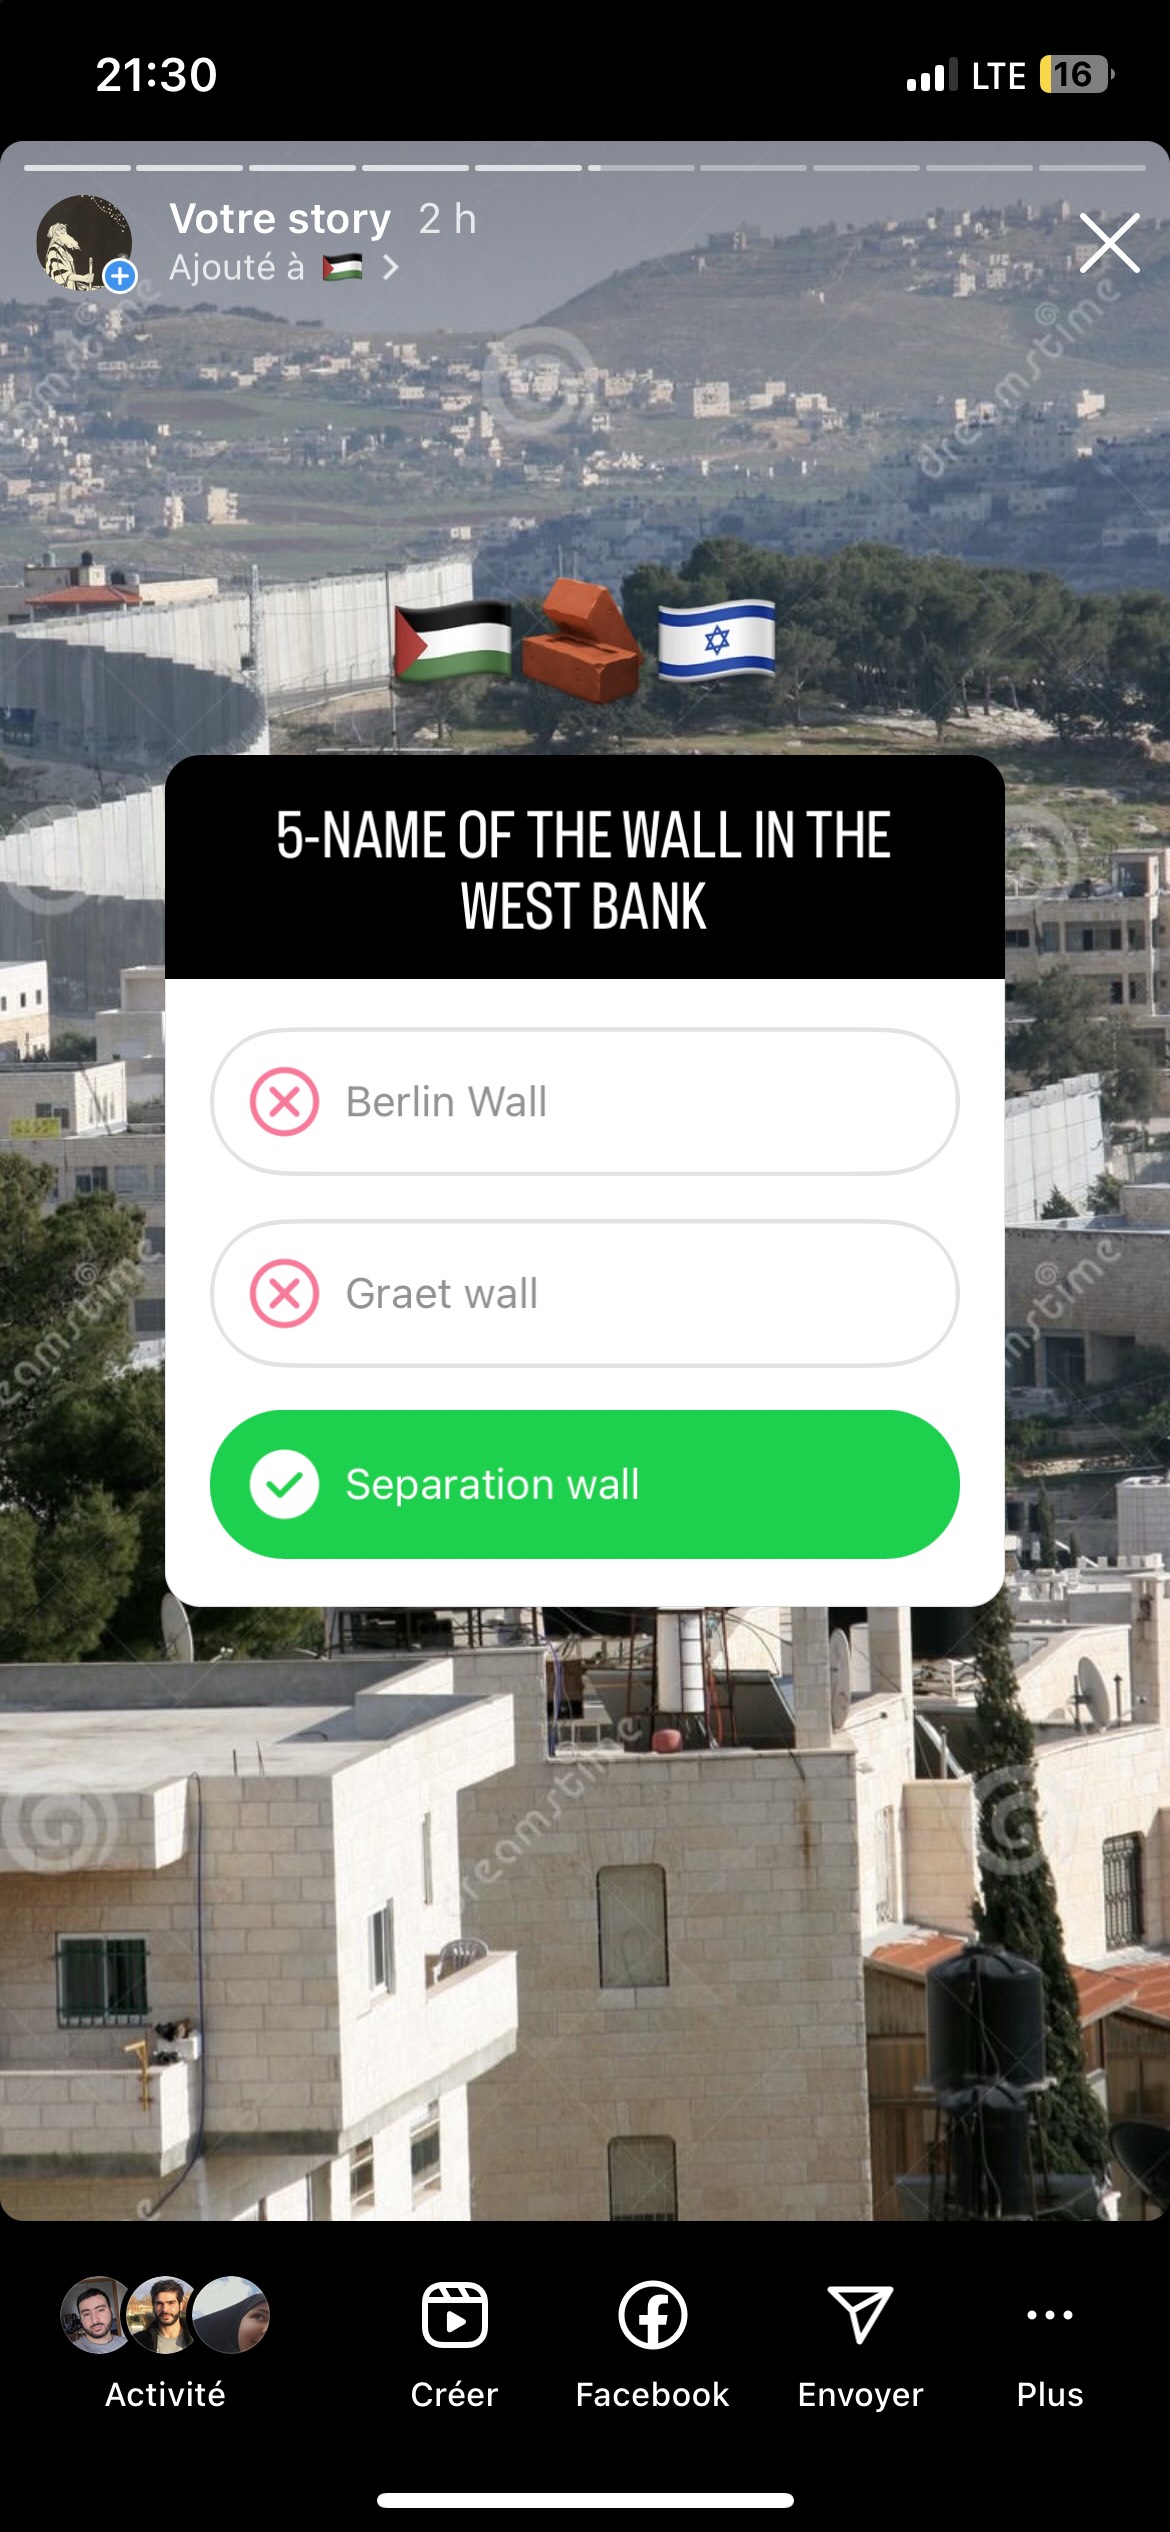 21:30 LTE 16
Votre story 2 h
Ajouté à
dreamstime
5-NAME OF THE WALL IN THE
WEST BANK
Berlin Wall
Graet wall
Separation wall
dreamstime
Activité Créer Facebook Envoyer Plus